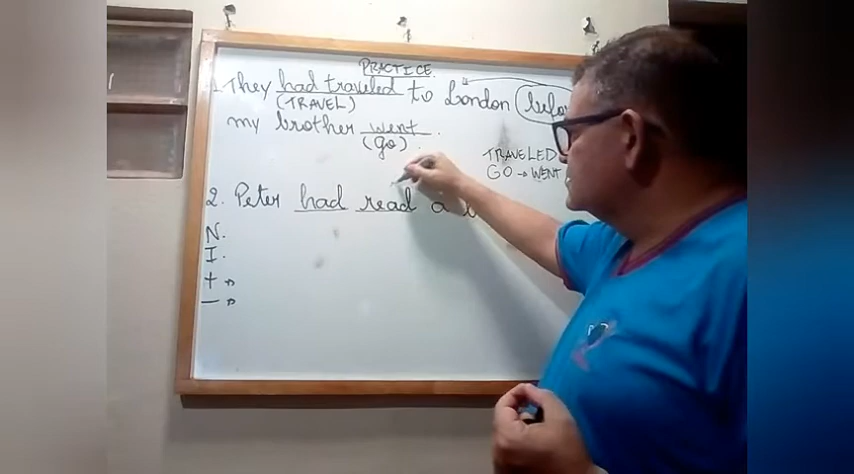 PRACTICE
1. They had traveled to London befo
(TRAVEL)
my brother went.
(go)
TRAVELED
GO → WENT
2. Peter had read a
N.
I.
+ »
- »